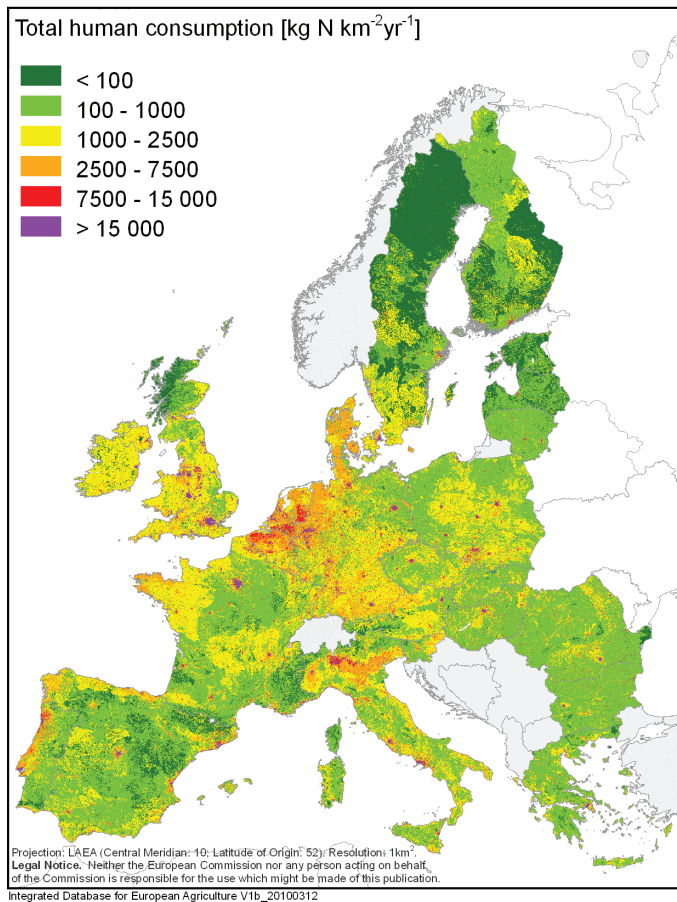 Total human consumption [kg N km⁻²yr⁻¹]
< 100
100 - 1000
1000 - 2500
2500 - 7500
7500 - 15 000
> 15 000
Projection: LAEA (Central Meridian: 10; Latitude of Origin: 52). Resolution: 1km².
Legal Notice. Neither the European Commission nor any person acting on behalf
of the Commission is responsible for the use which might be made of this publication.
Integrated Database for European Agriculture V1b_20100312